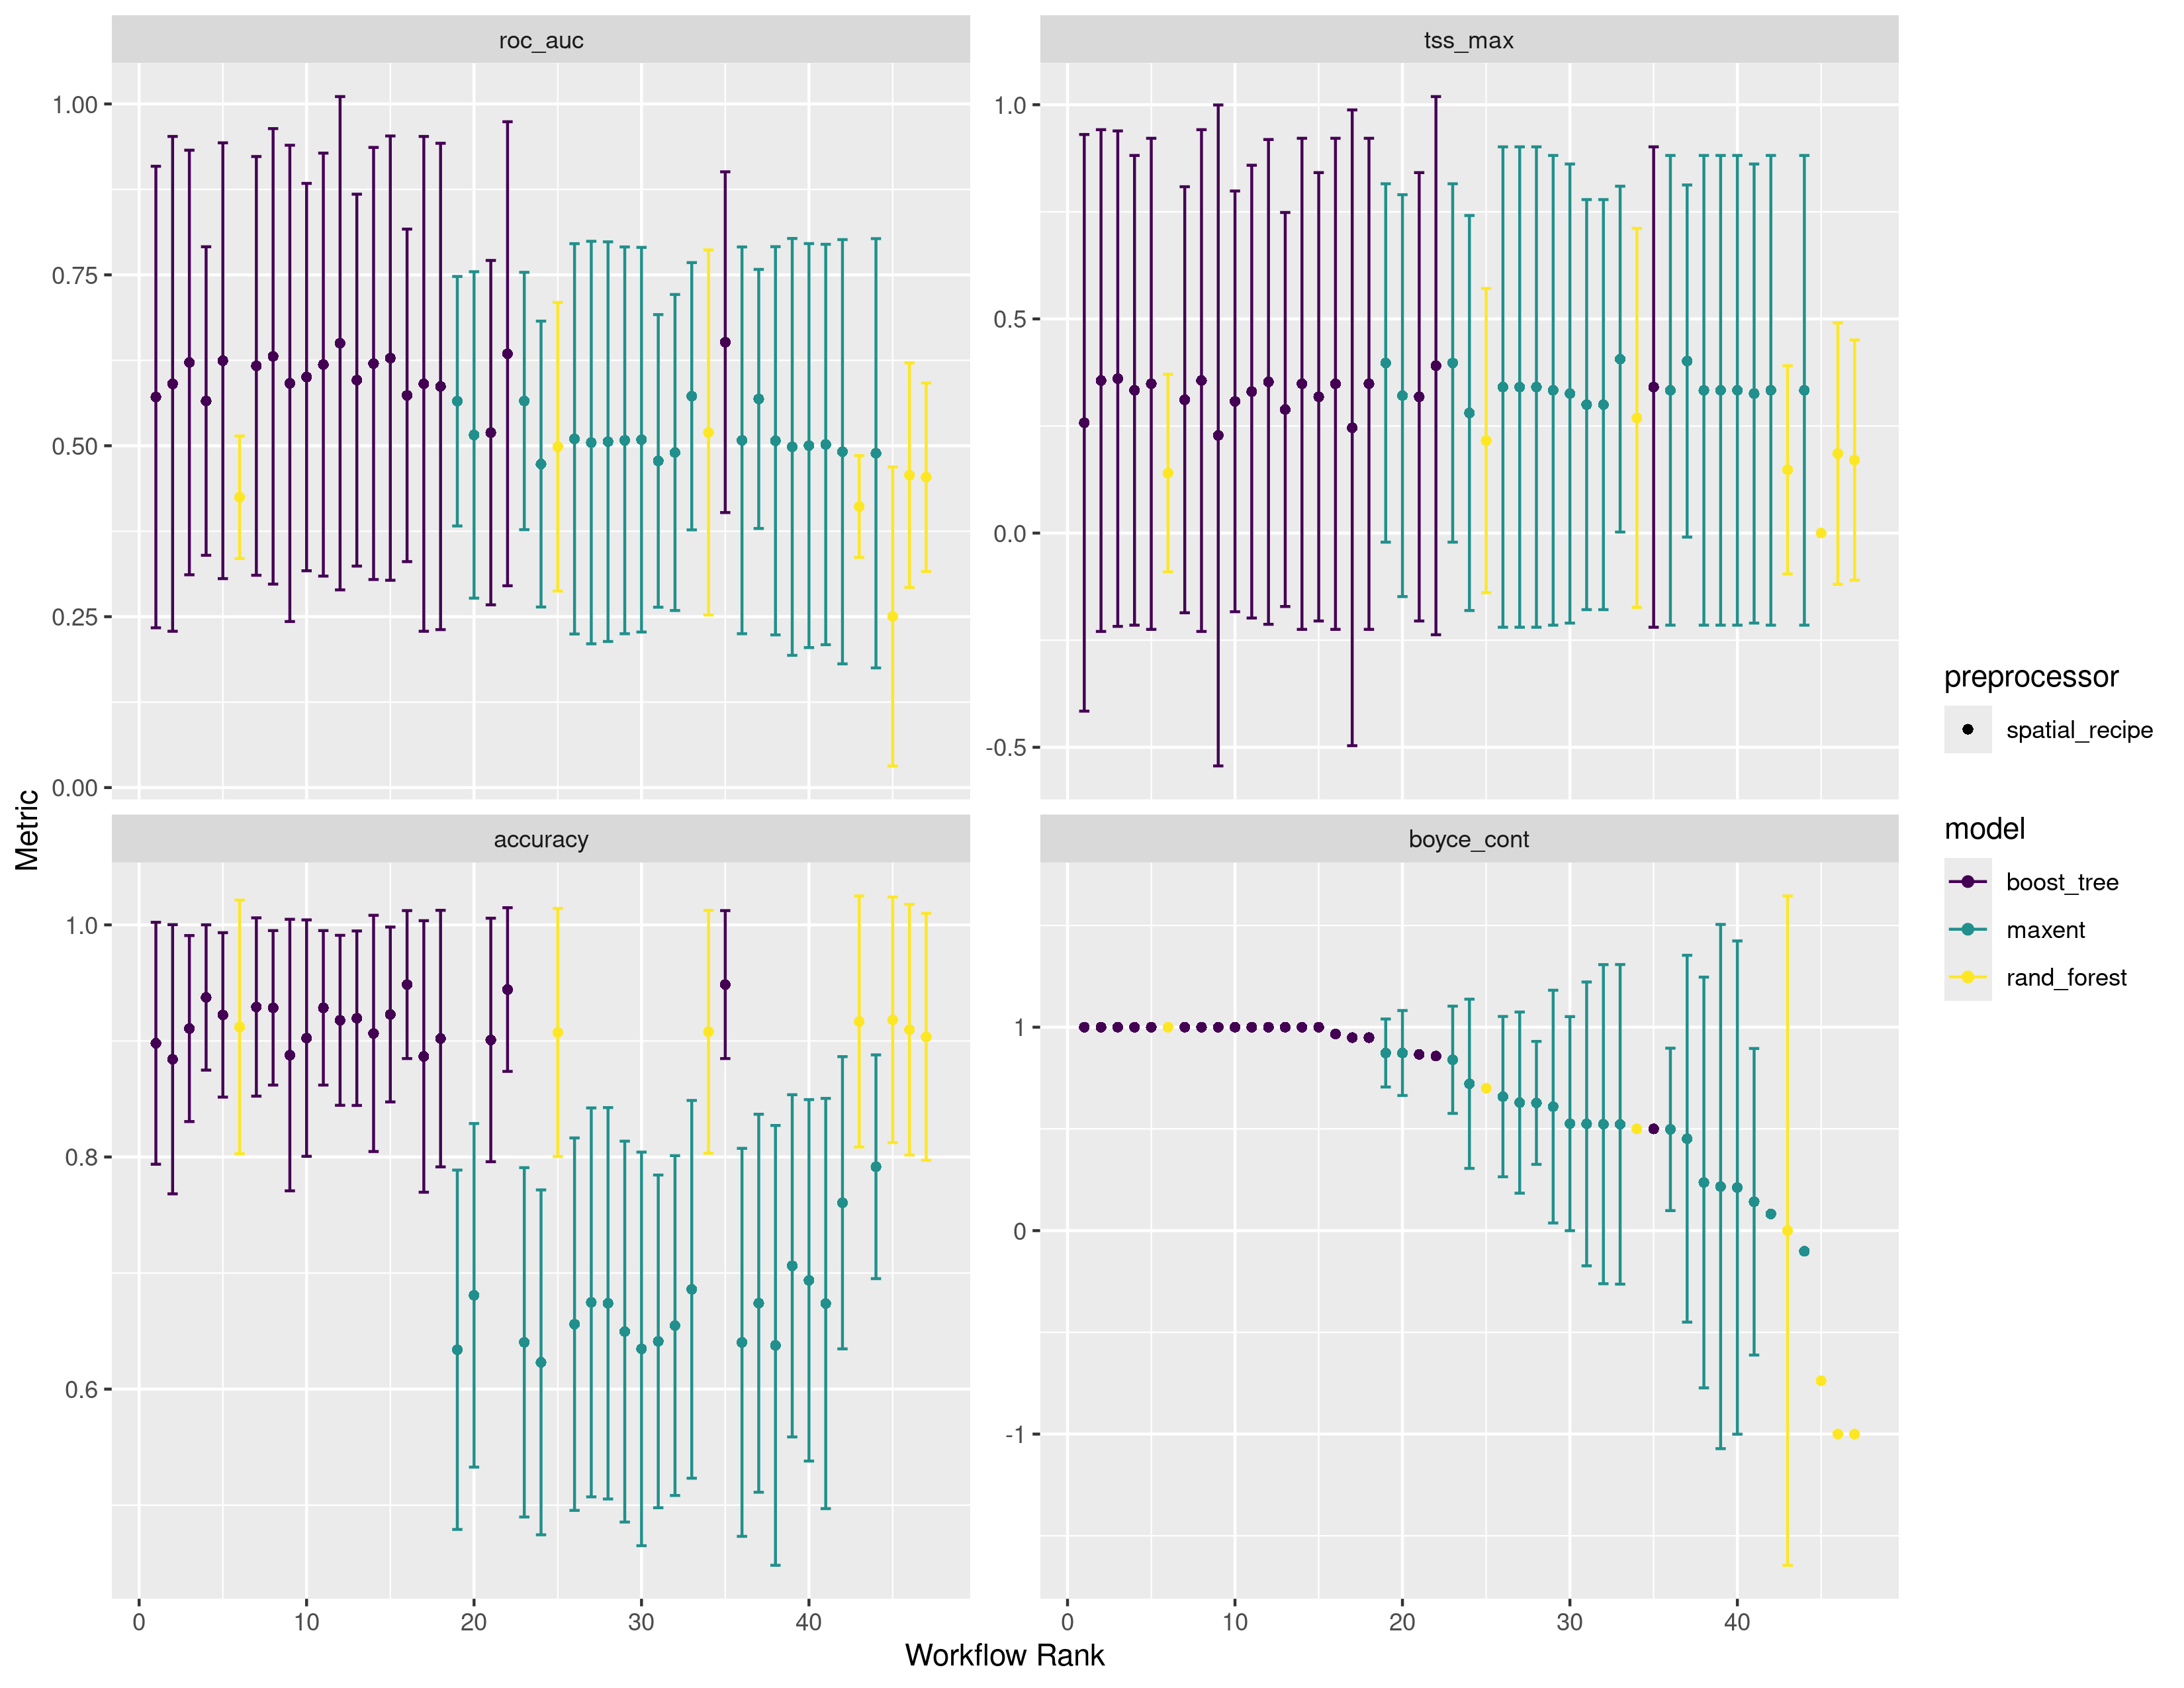 roc_auc
tss_max
1.00
0.75
0.50
0.25
0.00
1.0
0.5
0.0
-0.5
accuracy
boyce_cont
1.0
0.8
0.6
1
0
-1
0 10 20 30 40
0 10 20 30 40
Metric
Workflow Rank
preprocessor
spatial_recipe
model
boost_tree
maxent
rand_forest